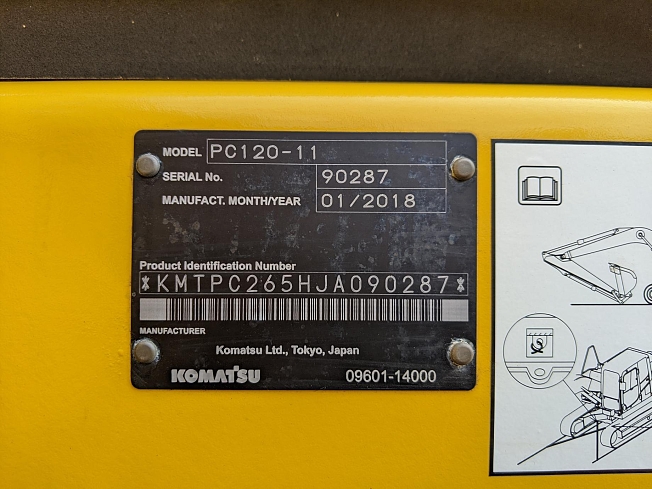 MODEL PC120-11
SERIAL No. 90287
MANUFACT. MONTH/YEAR 01/2018
Product Identification Number
*KMTPC265HJA090287*
MANUFACTURER
Komatsu Ltd., Tokyo, Japan
KOMATSU 09601-14000